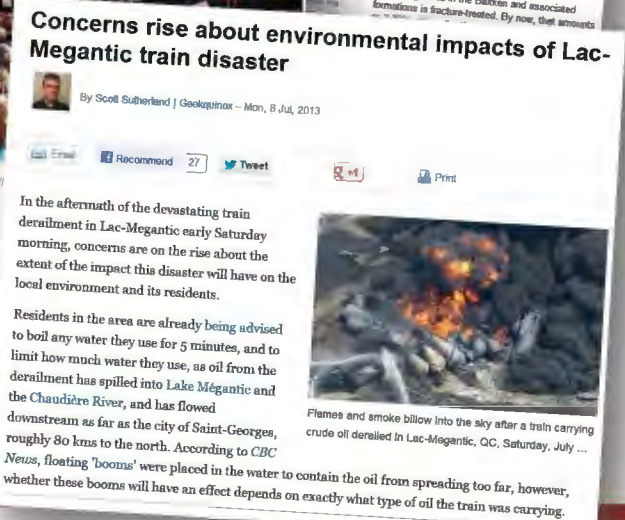 the Bakken and associated
formations is fracture-treated. By now, that amounts
Concerns rise about environmental impacts of Lac-
Megantic train disaster
By Scott Sutherland | Geekquinox – Mon, 8 Jul, 2013
Email Recommend 27 Tweet g +1 Print
In the aftermath of the devastating train
derailment in Lac-Megantic early Saturday
morning, concerns are on the rise about the
extent of the impact this disaster will have on the
local environment and its residents.
Residents in the area are already being advised
to boil any water they use for 5 minutes, and to
limit how much water they use, as oil from the
derailment has spilled into Lake Mégantic and
the Chaudière River, and has flowed
downstream as far as the city of Saint-Georges,
roughly 80 kms to the north. According to CBC
News, floating 'booms' were placed in the water to contain the oil from spreading too far, however,
whether these booms will have an effect depends on exactly what type of oil the train was carrying.
Flames and smoke billow into the sky after a train carrying
crude oil derailed in Lac-Megantic, QC, Saturday, July ...